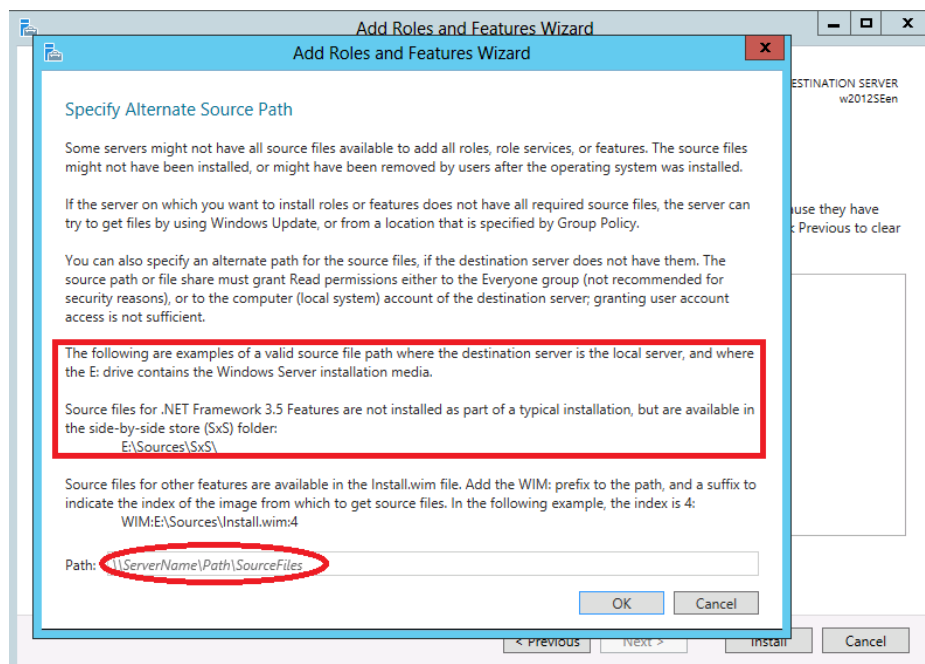 Add Roles and Features Wizard
Add Roles and Features Wizard
x
DESTINATION SERVER
w2012SEen
Specify Alternate Source Path
Some servers might not have all source files available to add all roles, role services, or features. The source files
might not have been installed, or might have been removed by users after the operating system was installed.
If the server on which you want to install roles or features does not have all required source files, the server can
try to get files by using Windows Update, or from a location that is specified by Group Policy.
they have
Previous to clear
You can also specify an alternate path for the source files, if the destination server does not have them. The
source path or file share must grant Read permissions either to the Everyone group (not recommended for
security reasons), or to the computer (local system) account of the destination server; granting user account
access is not sufficient.
The following are examples of a valid source file path where the destination server is the local server, and where
the E: drive contains the Windows Server installation media.
Source files for .NET Framework 3.5 Features are not installed as part of a typical installation, but are available in
the side-by-side store (SxS) folder:
E:\Sources\SxS\
Source files for other features are available in the Install.wim file. Add the WIM: prefix to the path, and a suffix to
indicate the index of the image from which to get source files. In the following example, the index is 4:
WIM:E:\Sources\Install.wim:4
Path: \\ServerName\Path\SourceFiles
OK Cancel
< Previous Next > Install Cancel